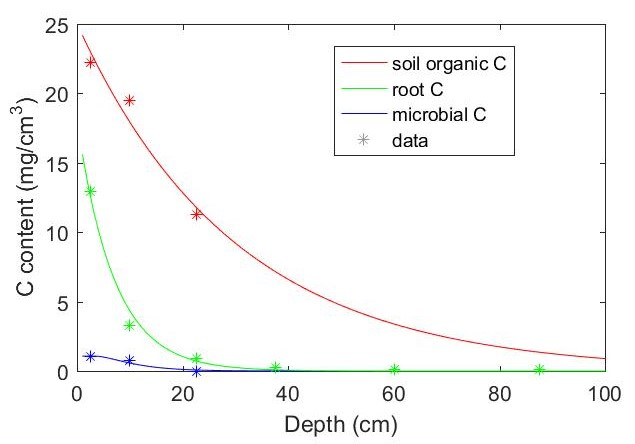 25
20
15
10
5
0
C content (mg/cm³)
soil organic C
root C
microbial C
data
0 20 40 60 80 100
Depth (cm)